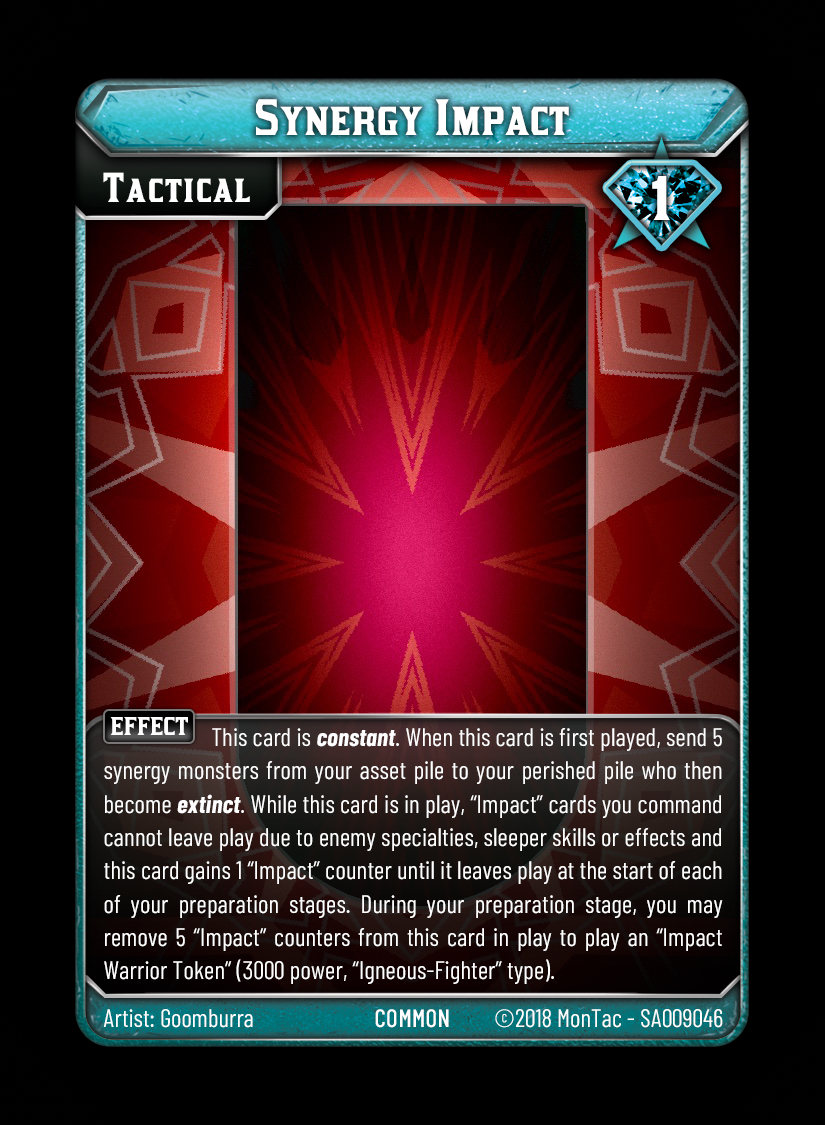 Synergy Impact
Tactical
1
EFFECT This card is constant. When this card is first played, send 5
synergy monsters from your asset pile to your perished pile who then
become extinct. While this card is in play, “Impact” cards you command
cannot leave play due to enemy specialties, sleeper skills or effects and
this card gains 1 “Impact” counter until it leaves play at the start of each
of your preparation stages. During your preparation stage, you may
remove 5 “Impact” counters from this card in play to play an “Impact
Warrior Token” (3000 power, “Igneous-Fighter” type).
Artist: Goomburra COMMON ©2018 MonTac - SA009046